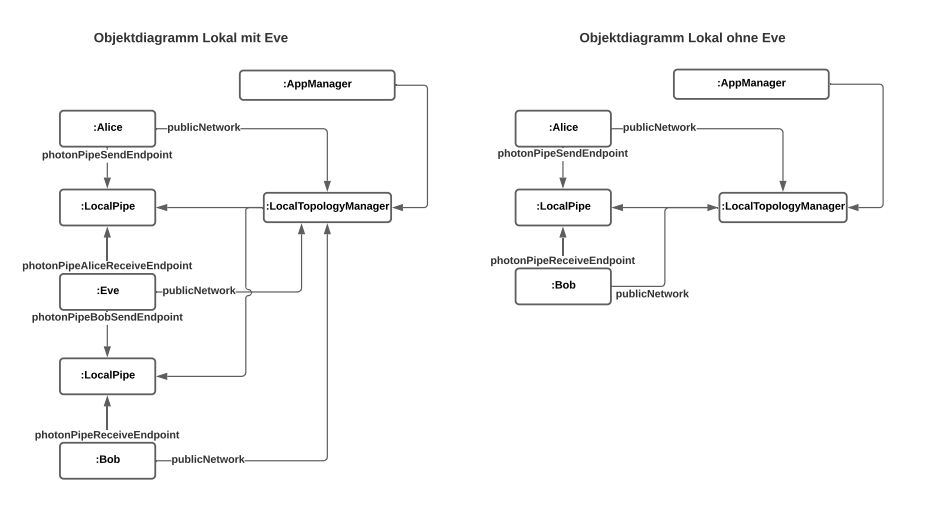 Objektdiagramm Lokal mit Eve
:AppManager
:Alice
publicNetwork
photonPipeSendEndpoint
:LocalPipe
:LocalTopologyManager
photonPipeAliceReceiveEndpoint
:Eve
publicNetwork
photonPipeBobSendEndpoint
:LocalPipe
photonPipeReceiveEndpoint
:Bob
publicNetwork
Objektdiagramm Lokal ohne Eve
:AppManager
:Alice
publicNetwork
photonPipeSendEndpoint
:LocalPipe
:LocalTopologyManager
photonPipeReceiveEndpoint
:Bob
publicNetwork